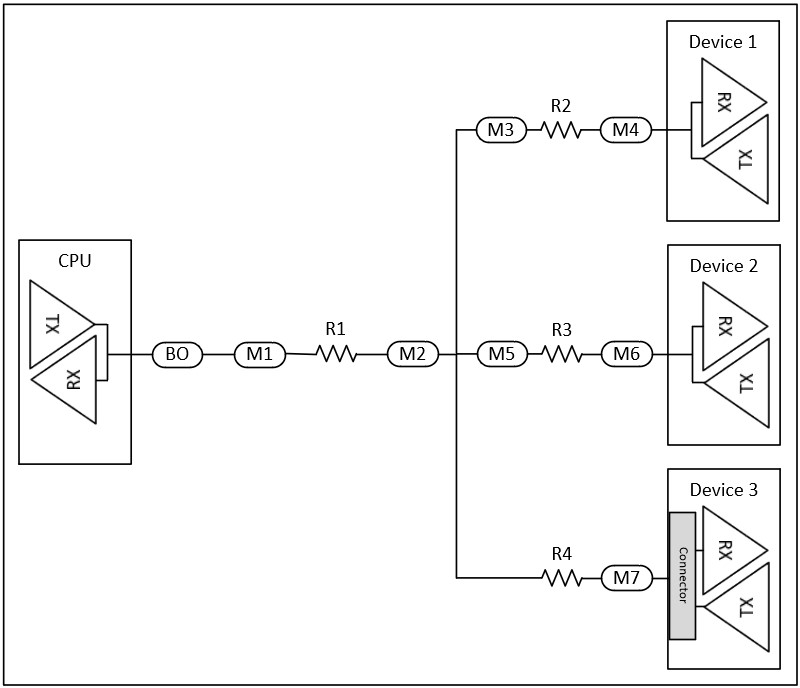 Device 1
RX
TX
M3
R2
M4
CPU
TX
RX
BO
M1
R1
M2
Device 2
RX
TX
M5
R3
M6
Device 3
Connector
RX
TX
R4
M7